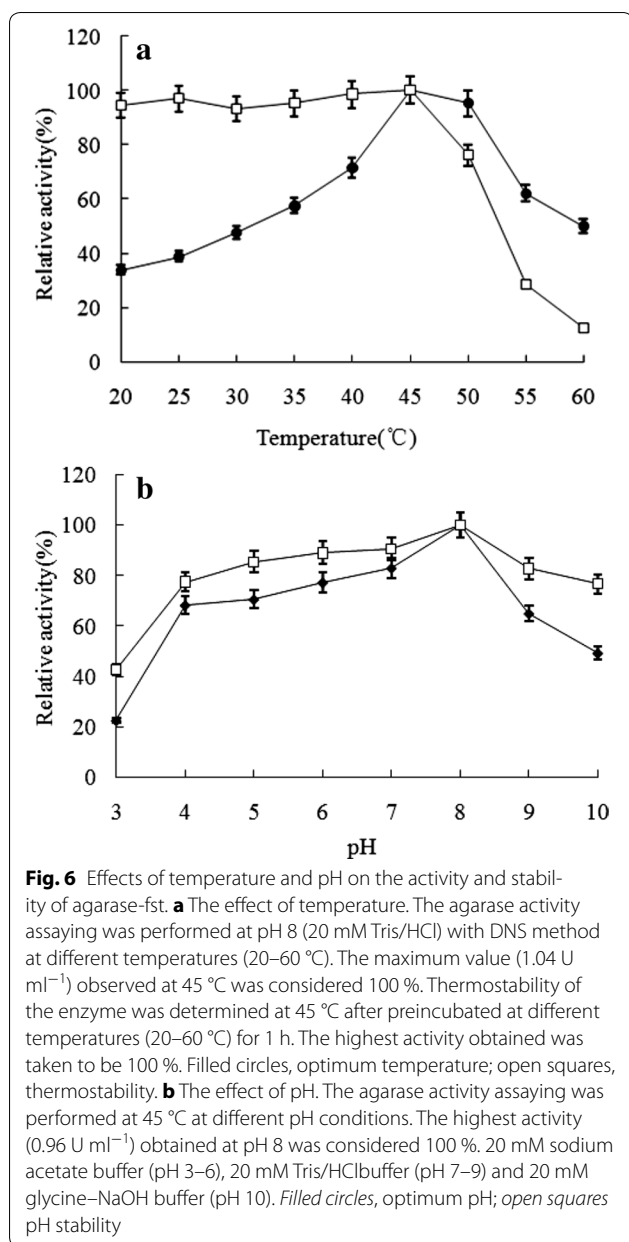 a
120
100
80
60
40
20
0
Relative activity(%)
20 25 30 35 40 45 50 55 60
Temperature(℃)
b
120
100
80
60
40
20
0
Relative activity(%)
3 4 5 6 7 8 9 10
pH
Fig. 6 Effects of temperature and pH on the activity and stabil-
ity of agarase-fst. a The effect of temperature. The agarase activity
assaying was performed at pH 8 (20 mM Tris/HCl) with DNS method
at different temperatures (20–60 °C). The maximum value (1.04 U
ml−1) observed at 45 °C was considered 100 %. Thermostability of
the enzyme was determined at 45 °C after preincubated at different
temperatures (20–60 °C) for 1 h. The highest activity obtained was
taken to be 100 %. Filled circles, optimum temperature; open squares,
thermostability. b The effect of pH. The agarase activity assaying was
performed at 45 °C at different pH conditions. The highest activity
(0.96 U ml−1) obtained at pH 8 was considered 100 %. 20 mM sodium
acetate buffer (pH 3–6), 20 mM Tris/HClbuffer (pH 7–9) and 20 mM
glycine–NaOH buffer (pH 10). Filled circles, optimum pH; open squares
pH stability